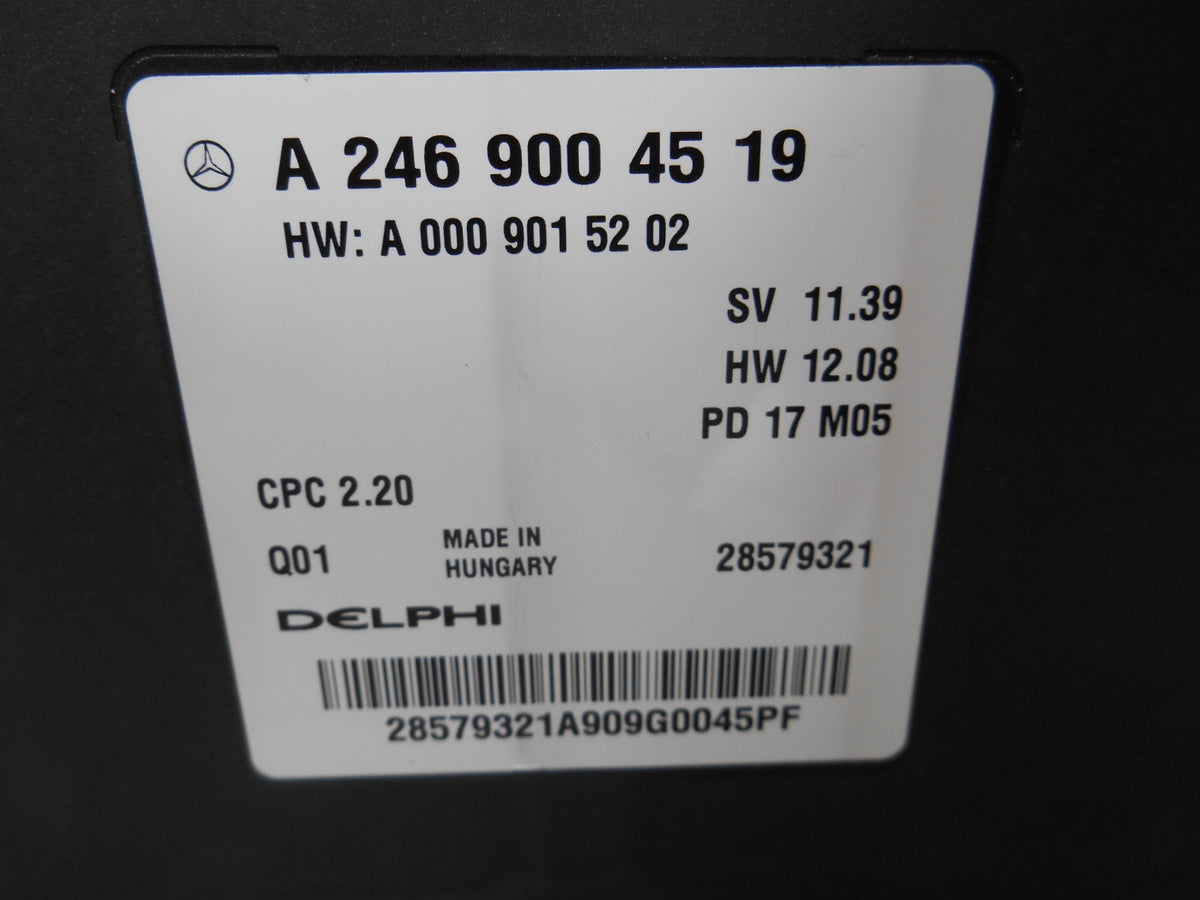 A 246 900 45 19
HW: A 000 901 52 02
SV 11.39
HW 12.08
PD 17 M05
CPC 2.20
Q01
MADE IN
HUNGARY
28579321
DELPHI
28579321A909G0045PF